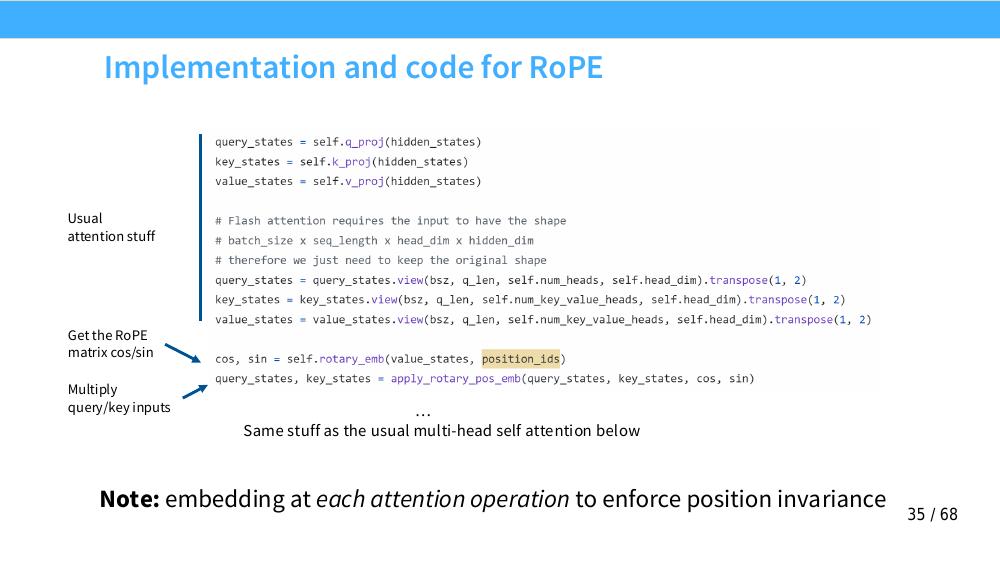 Implementation and code for RoPE
query_states = self.q_proj(hidden_states)
key_states = self.k_proj(hidden_states)
value_states = self.v_proj(hidden_states)
Usual
attention stuff
# Flash attention requires the input to have the shape
# batch_size x seq_length x head_dim x hidden_dim
# therefore we just need to keep the original shape
query_states = query_states.view(bsz, q_len, self.num_heads, self.head_dim).transpose(1, 2)
key_states = key_states.view(bsz, q_len, self.num_key_value_heads, self.head_dim).transpose(1, 2)
value_states = value_states.view(bsz, q_len, self.num_key_value_heads, self.head_dim).transpose(1, 2)
Get the RoPE
matrix cos/sin
cos, sin = self.rotary_emb(value_states, position_ids)
Multiply
query/key inputs
query_states, key_states = apply_rotary_pos_emb(query_states, key_states, cos, sin)
…
Same stuff as the usual multi-head self attention below
Note: embedding at each attention operation to enforce position invariance
35 / 68